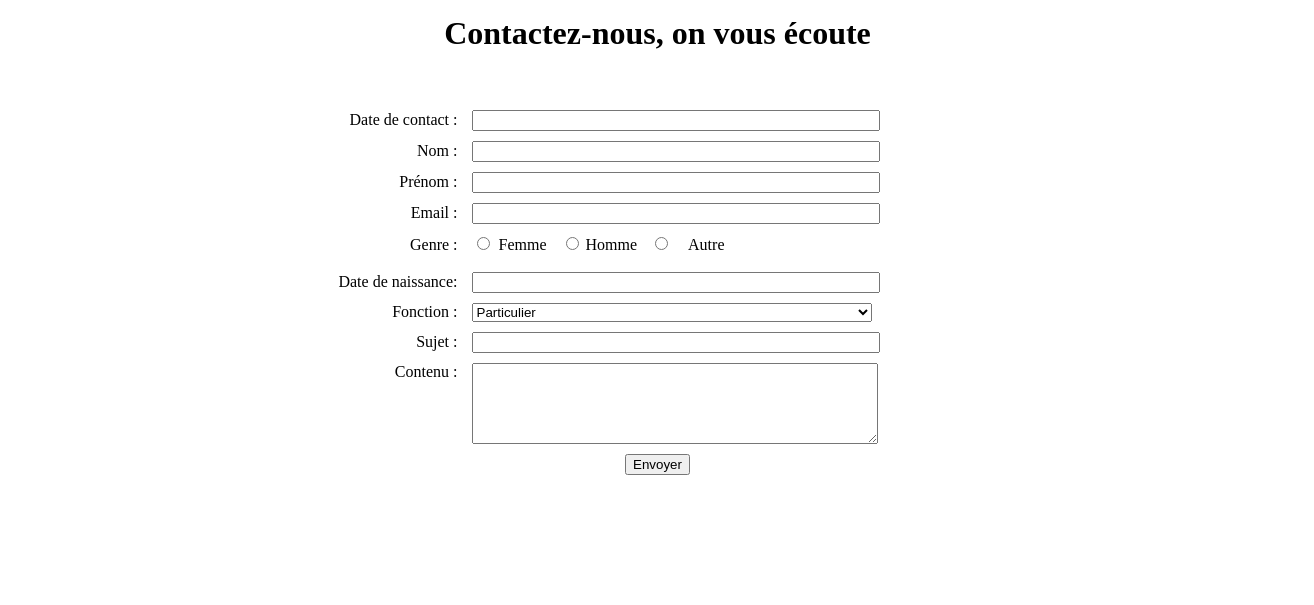 Contactez-nous, on vous écoute
Date de contact :
Nom :
Prénom :
Email :
Genre : Femme Homme Autre
Date de naissance:
Fonction : Particulier
Sujet :
Contenu :
Envoyer